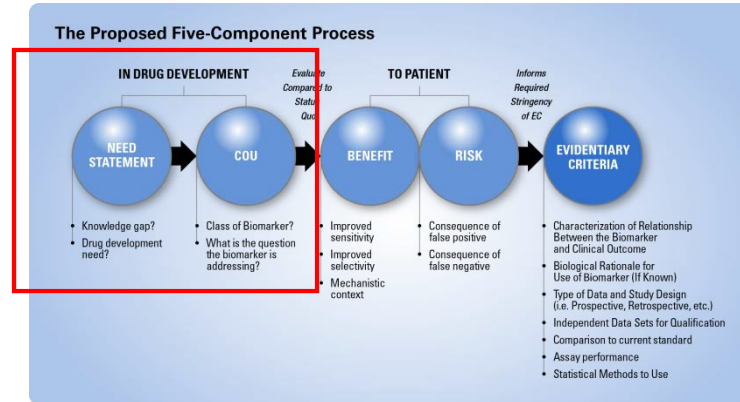 The Proposed Five-Component Process
IN DRUG DEVELOPMENT
Evaluate
Compared to
Status
Quo
TO PATIENT
Informs
Required
Stringency
of EC
NEED
STATEMENT
COU
BENEFIT
RISK
EVIDENTIARY
CRITERIA
• Knowledge gap?
• Drug development
need?
• Class of Biomarker?
• What is the question
the biomarker is
addressing?
• Improved
sensitivity
• Improved
selectivity
• Mechanistic
context
• Consequence of
false positive
• Consequence of
false negative
• Characterization of Relationship
Between the Biomarker
and Clinical Outcome
• Biological Rationale for
Use of Biomarker (If Known)
• Type of Data and Study Design
(i.e. Prospective, Retrospective, etc.)
• Independent Data Sets for Qualification
• Comparison to current standard
• Assay performance
• Statistical Methods to Use